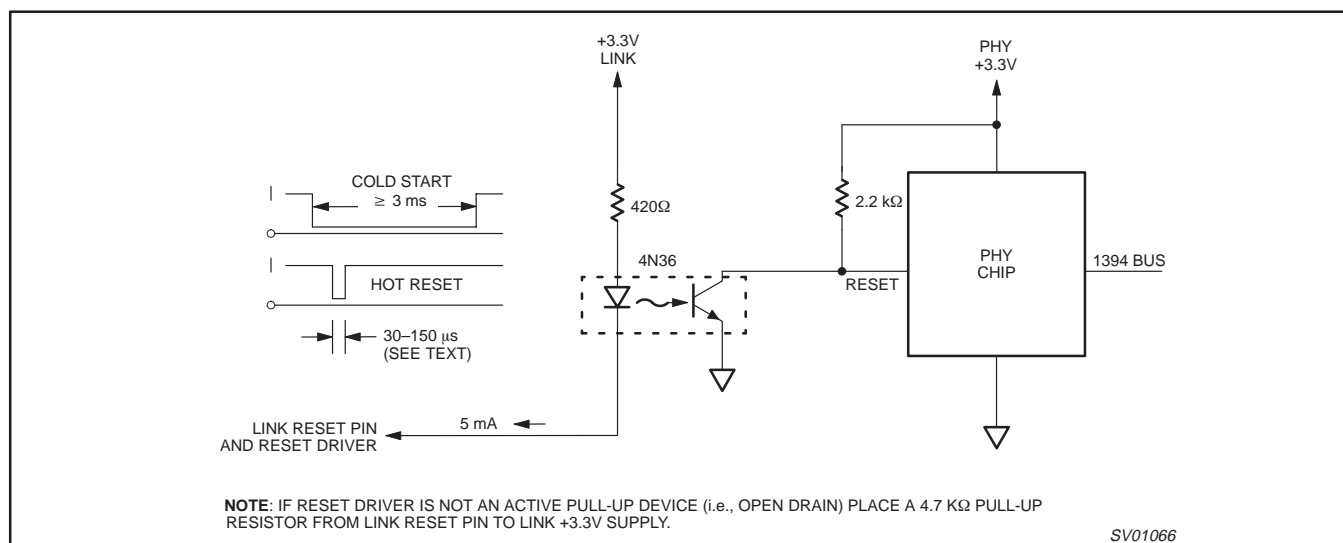 +3.3V
LINK
PHY
+3.3V
COLD START
≥ 3 ms
420Ω
2.2 kΩ
4N36
PHY
CHIP
1394 BUS
HOT RESET
RESET
30–150 µs
(SEE TEXT)
5 mA
LINK RESET PIN
AND RESET DRIVER
NOTE: IF RESET DRIVER IS NOT AN ACTIVE PULL-UP DEVICE (i.e., OPEN DRAIN) PLACE A 4.7 KΩ PULL-UP
RESISTOR FROM LINK RESET PIN TO LINK +3.3V SUPPLY.
SV01066